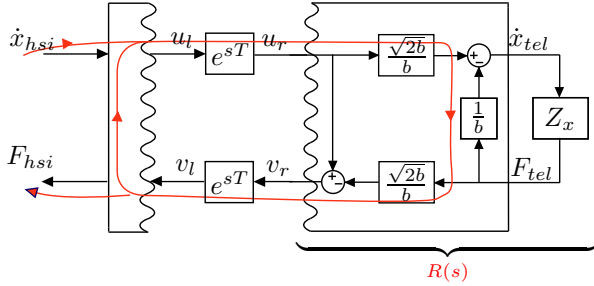 ẋ_hsi u_l e^{sT} u_r √2b/b + − ẋ_tel
1/b Z_x
F_hsi v_l e^{sT} v_r + − √2b/b F_tel
R(s)